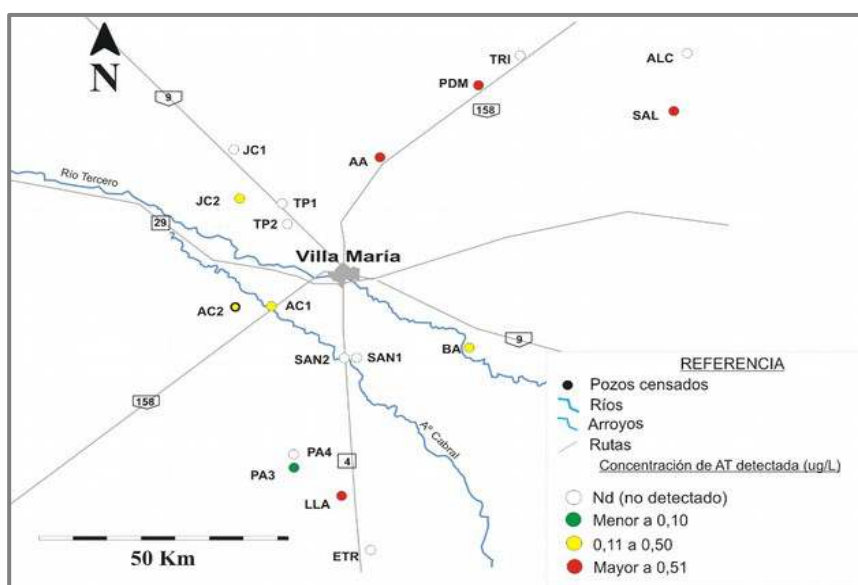 N
9
TRI
ALC
PDM
158
SAL
JC1
AA
Río Tercero
JC2
TP1
29
TP2
Villa María
AC2
AC1
SAN2
SAN1
BA
9
158
Aº Cabral
PA4
PA3
4
LLA
ETR
50 Km
REFERENCIA
Pozos censados
Ríos
Arroyos
Rutas
Concentración de AT detectada (ug/L)
Nd (no detectado)
Menor a 0,10
0,11 a 0,50
Mayor a 0,51